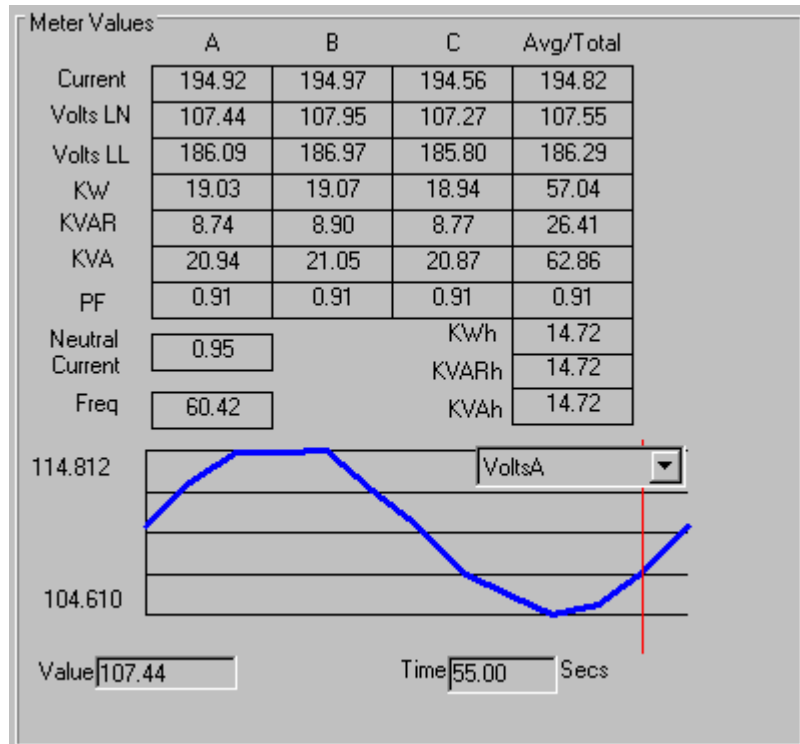 Meter Values
A B C Avg/Total
Current 194.92 194.97 194.56 194.82
Volts LN 107.44 107.95 107.27 107.55
Volts LL 186.09 186.97 185.80 186.29
KW 19.03 19.07 18.94 57.04
KVAR 8.74 8.90 8.77 26.41
KVA 20.94 21.05 20.87 62.86
PF 0.91 0.91 0.91 0.91
Neutral
Current 0.95
KWh 14.72
KVARh 14.72
Freq 60.42 KVAh 14.72
114.812 VoltsA
104.610
Value 107.44 Time 55.00 Secs